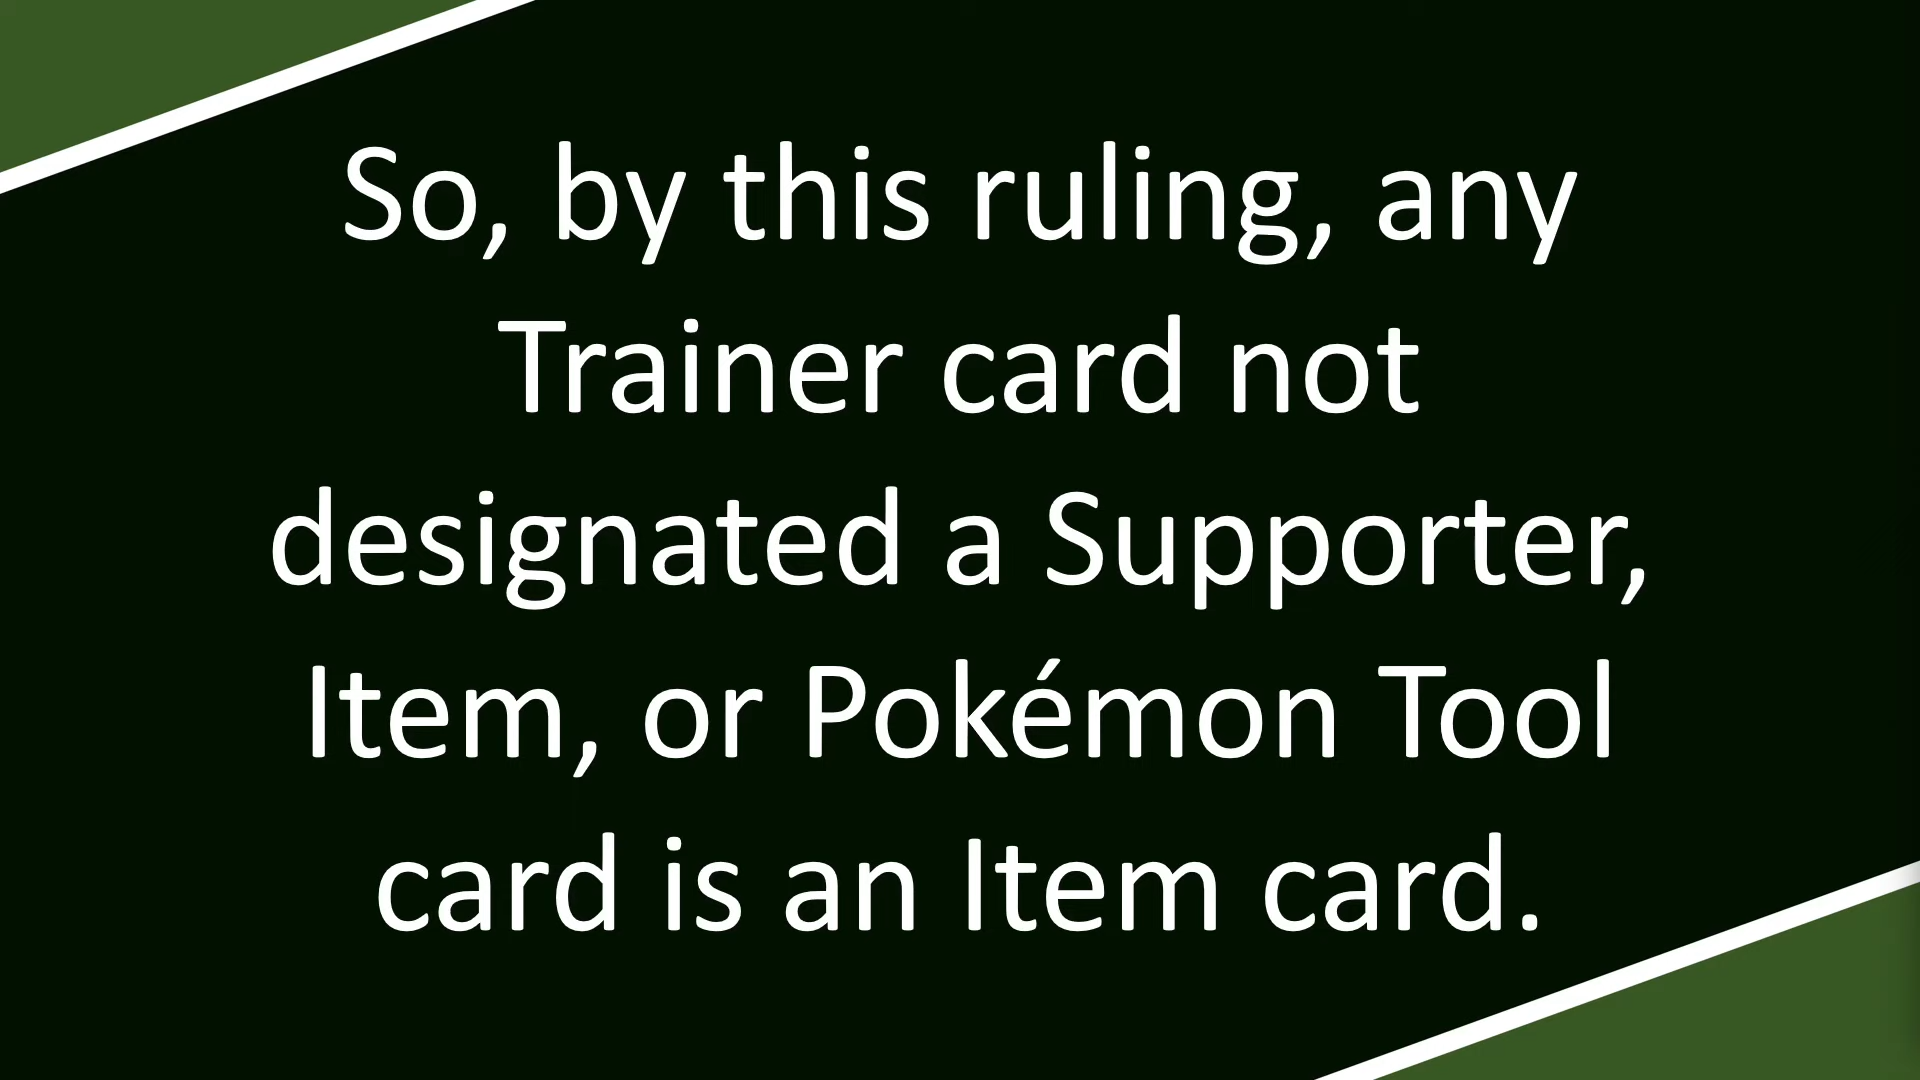 So, by this ruling, any
Trainer card not
designated a Supporter,
Item, or Pokémon Tool
card is an Item card.